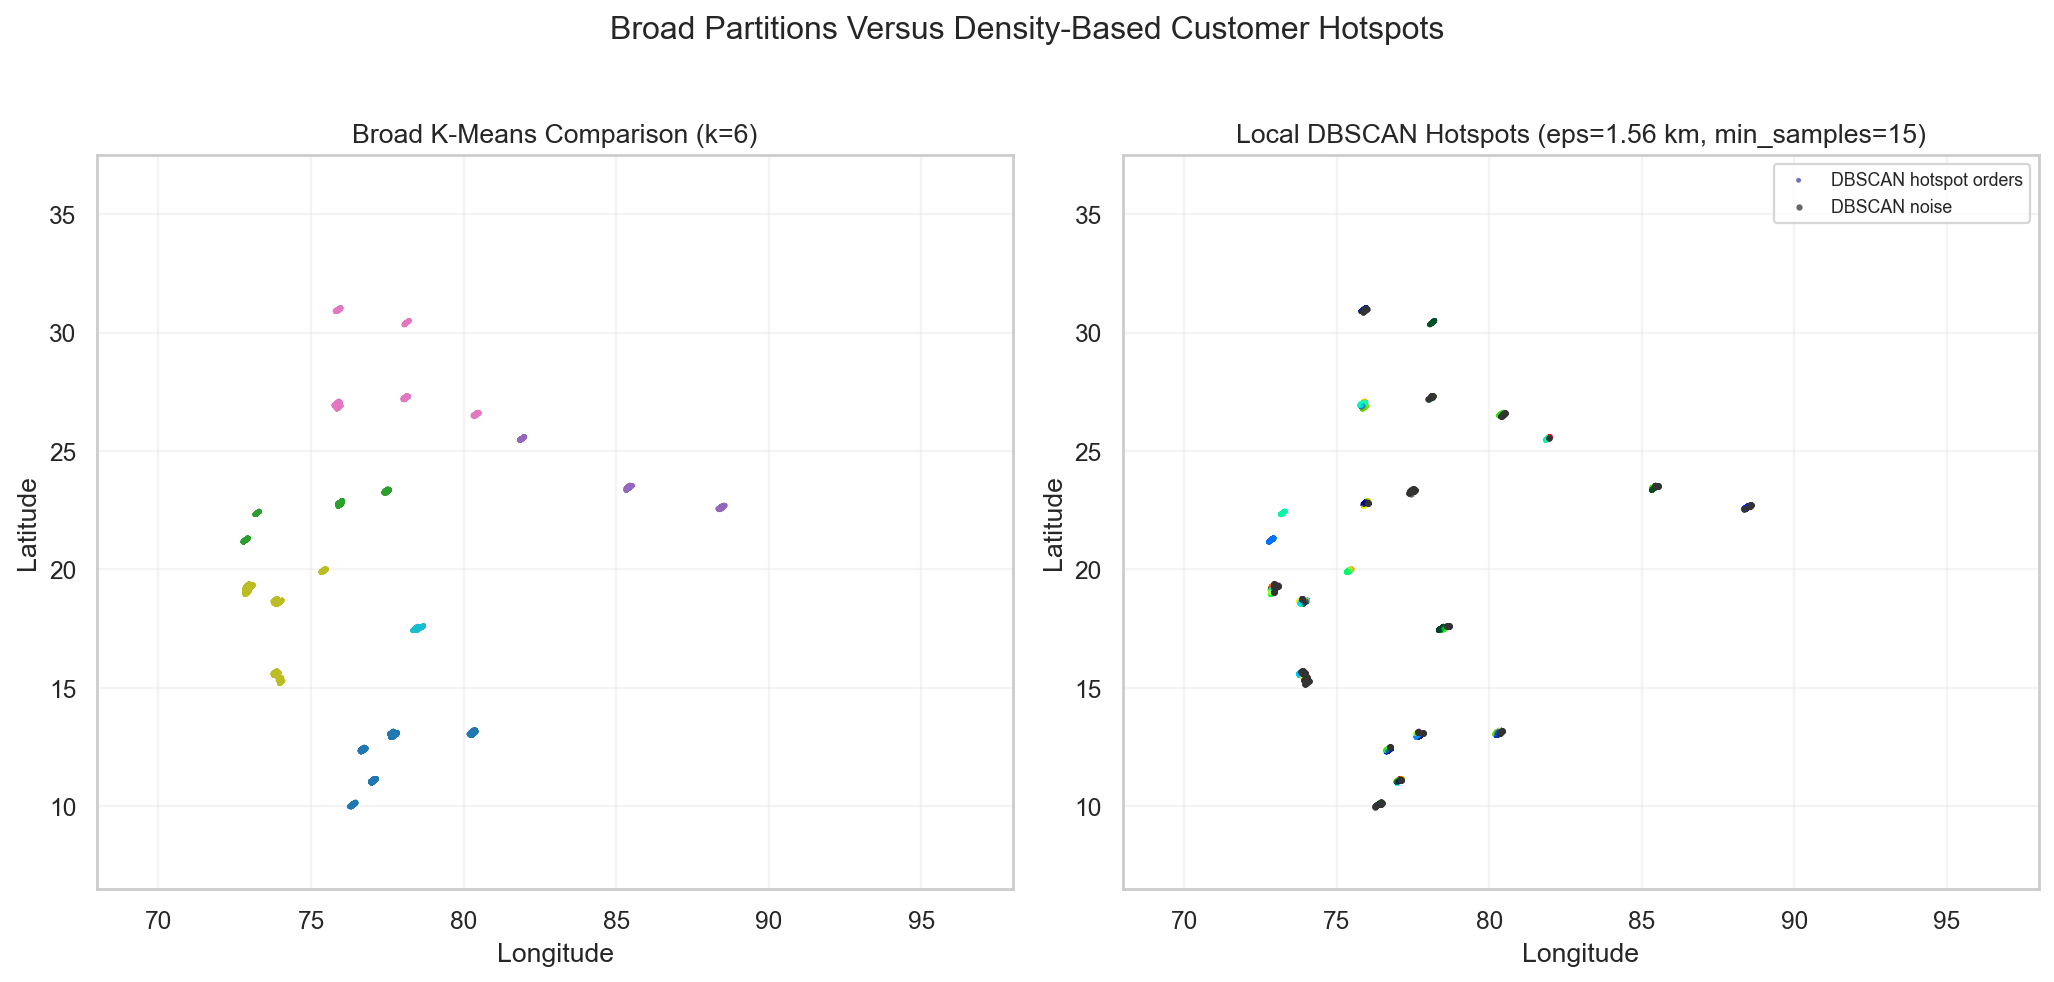 Broad Partitions Versus Density-Based Customer Hotspots
Broad K-Means Comparison (k=6)
35
30
25
20
15
10
Latitude
70 75 80 85 90 95
Longitude
Local DBSCAN Hotspots (eps=1.56 km, min_samples=15)
DBSCAN hotspot orders
DBSCAN noise
35
30
25
20
15
10
Latitude
70 75 80 85 90 95
Longitude